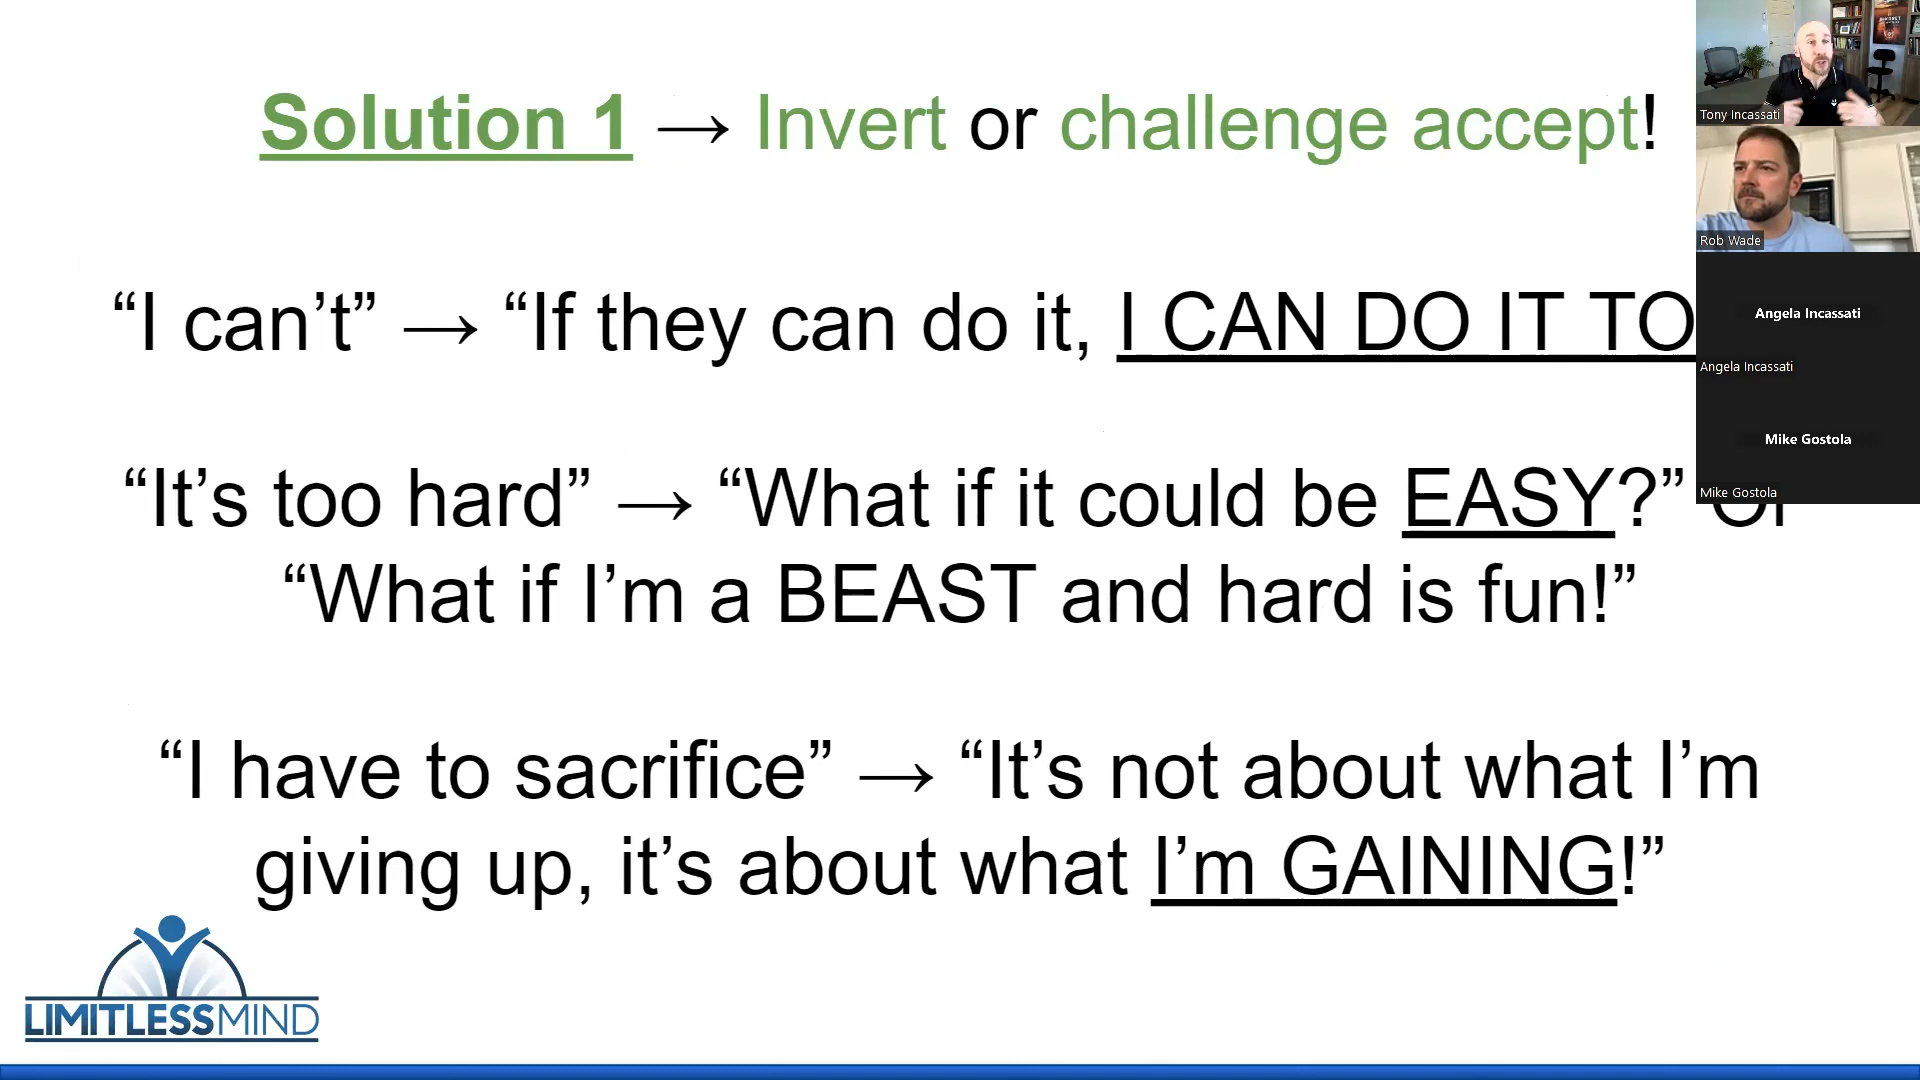 Solution 1 → Invert or challenge accept!
“I can’t” → “If they can do it, I CAN DO IT TO
“It’s too hard” → “What if it could be EASY?” Or
“What if I’m a BEAST and hard is fun!”
“I have to sacrifice” → “It’s not about what I’m
giving up, it’s about what I’m GAINING!”
LIMITLESSMIND
Tony Incassati
Rob Wade
Angela Incassati
Angela Incassati
Mike Gostola
Mike Gostola